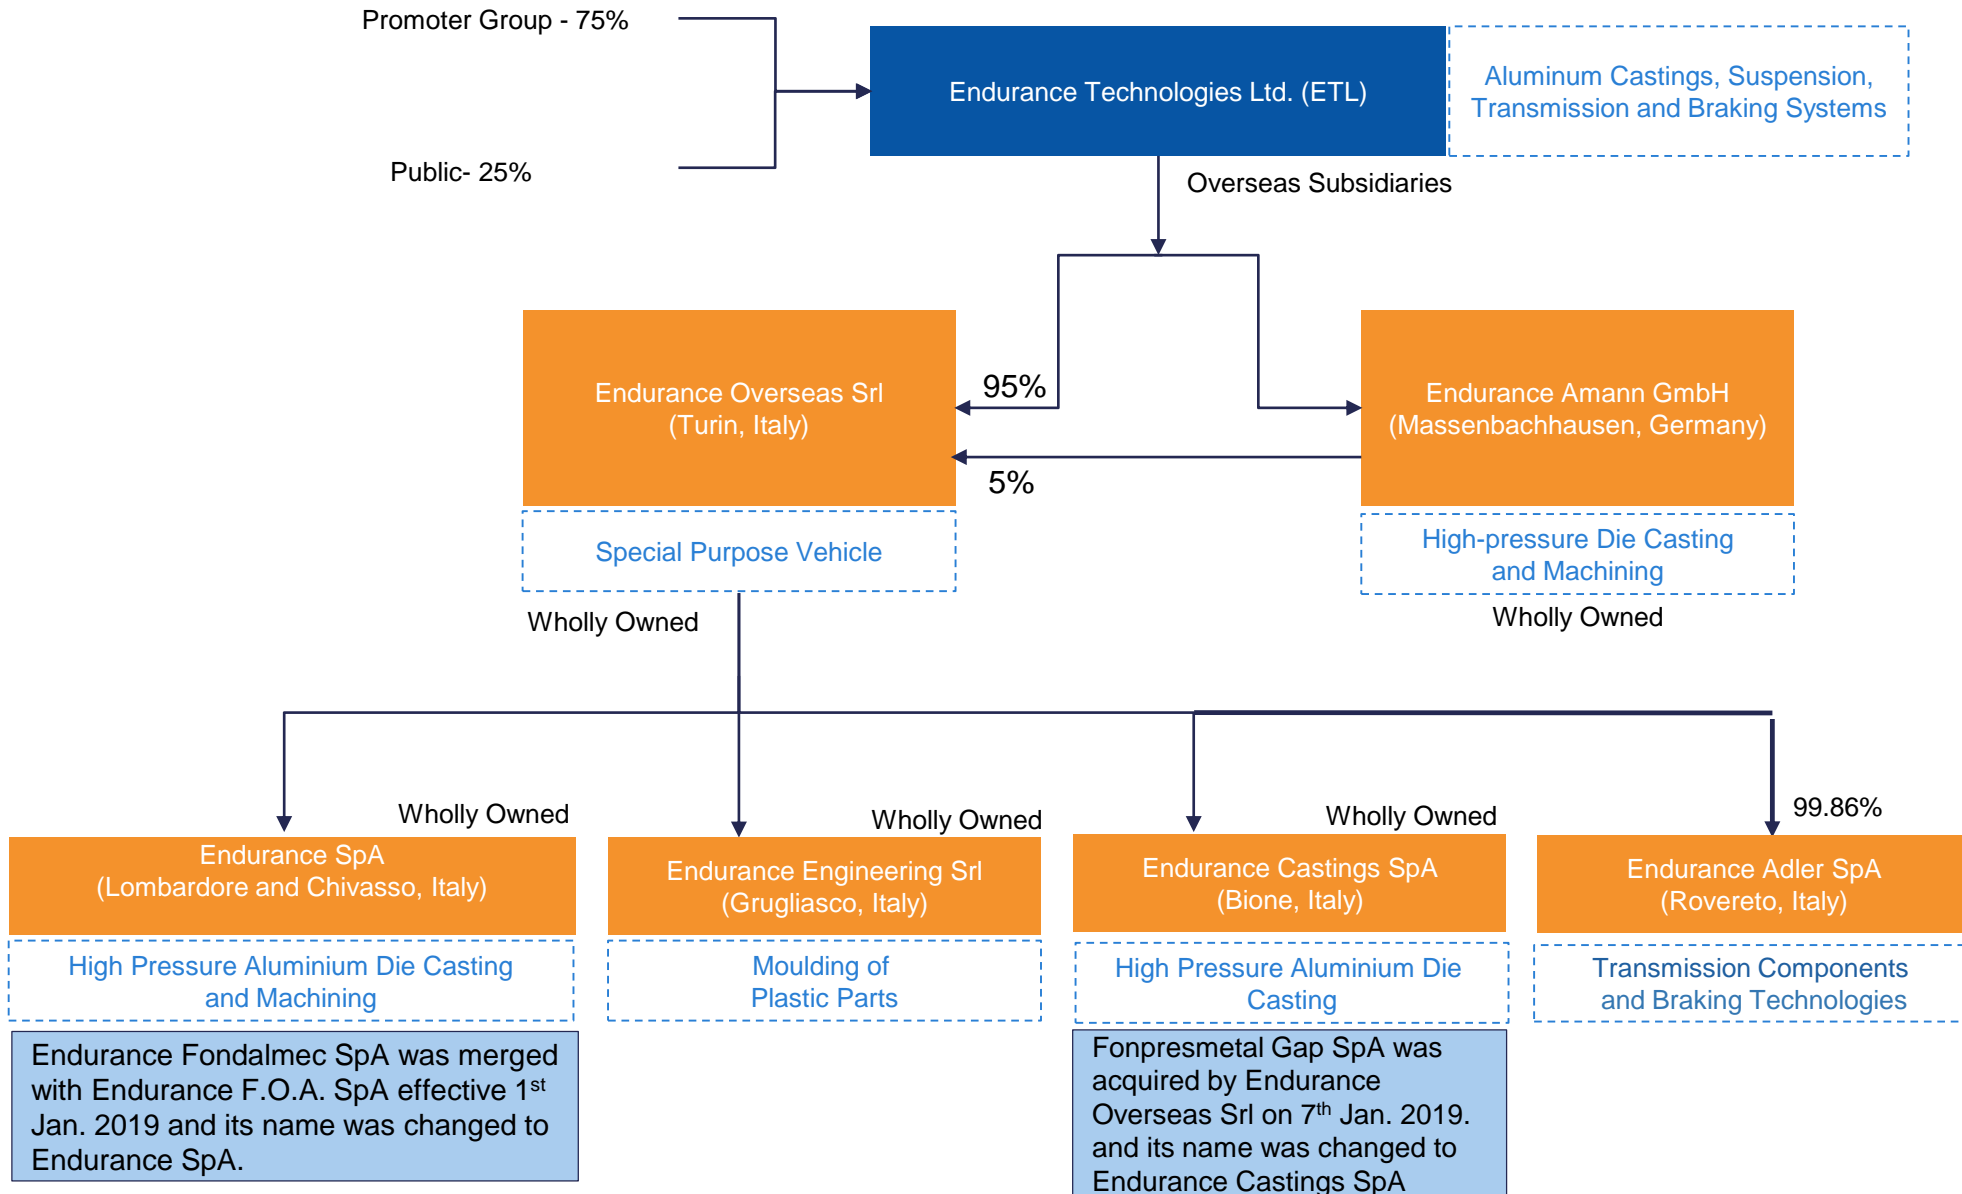 Promoter Group - 75%
Endurance Technologies Ltd. (ETL)
Aluminum Castings, Suspension,
Transmission and Braking Systems
Public- 25%
Overseas Subsidiaries
Endurance Overseas Srl
(Turin, Italy)
95%
5%
Endurance Amann GmbH
(Massenbachhausen, Germany)
Special Purpose Vehicle
High-pressure Die Casting
and Machining
Wholly Owned
Wholly Owned
Wholly Owned
Endurance SpA
(Lombardore and Chivasso, Italy)
High Pressure Aluminium Die Casting
and Machining
Endurance Fondalmec SpA was merged
with Endurance F.O.A. SpA effective 1st
Jan. 2019 and its name was changed to
Endurance SpA.
Wholly Owned
Endurance Engineering Srl
(Grugliasco, Italy)
Moulding of
Plastic Parts
Wholly Owned
Endurance Castings SpA
(Bione, Italy)
High Pressure Aluminium Die
Casting
Fonpresmetal Gap SpA was
acquired by Endurance
Overseas Srl on 7th Jan. 2019.
and its name was changed to
Endurance Castings SpA
99.86%
Endurance Adler SpA
(Rovereto, Italy)
Transmission Components
and Braking Technologies